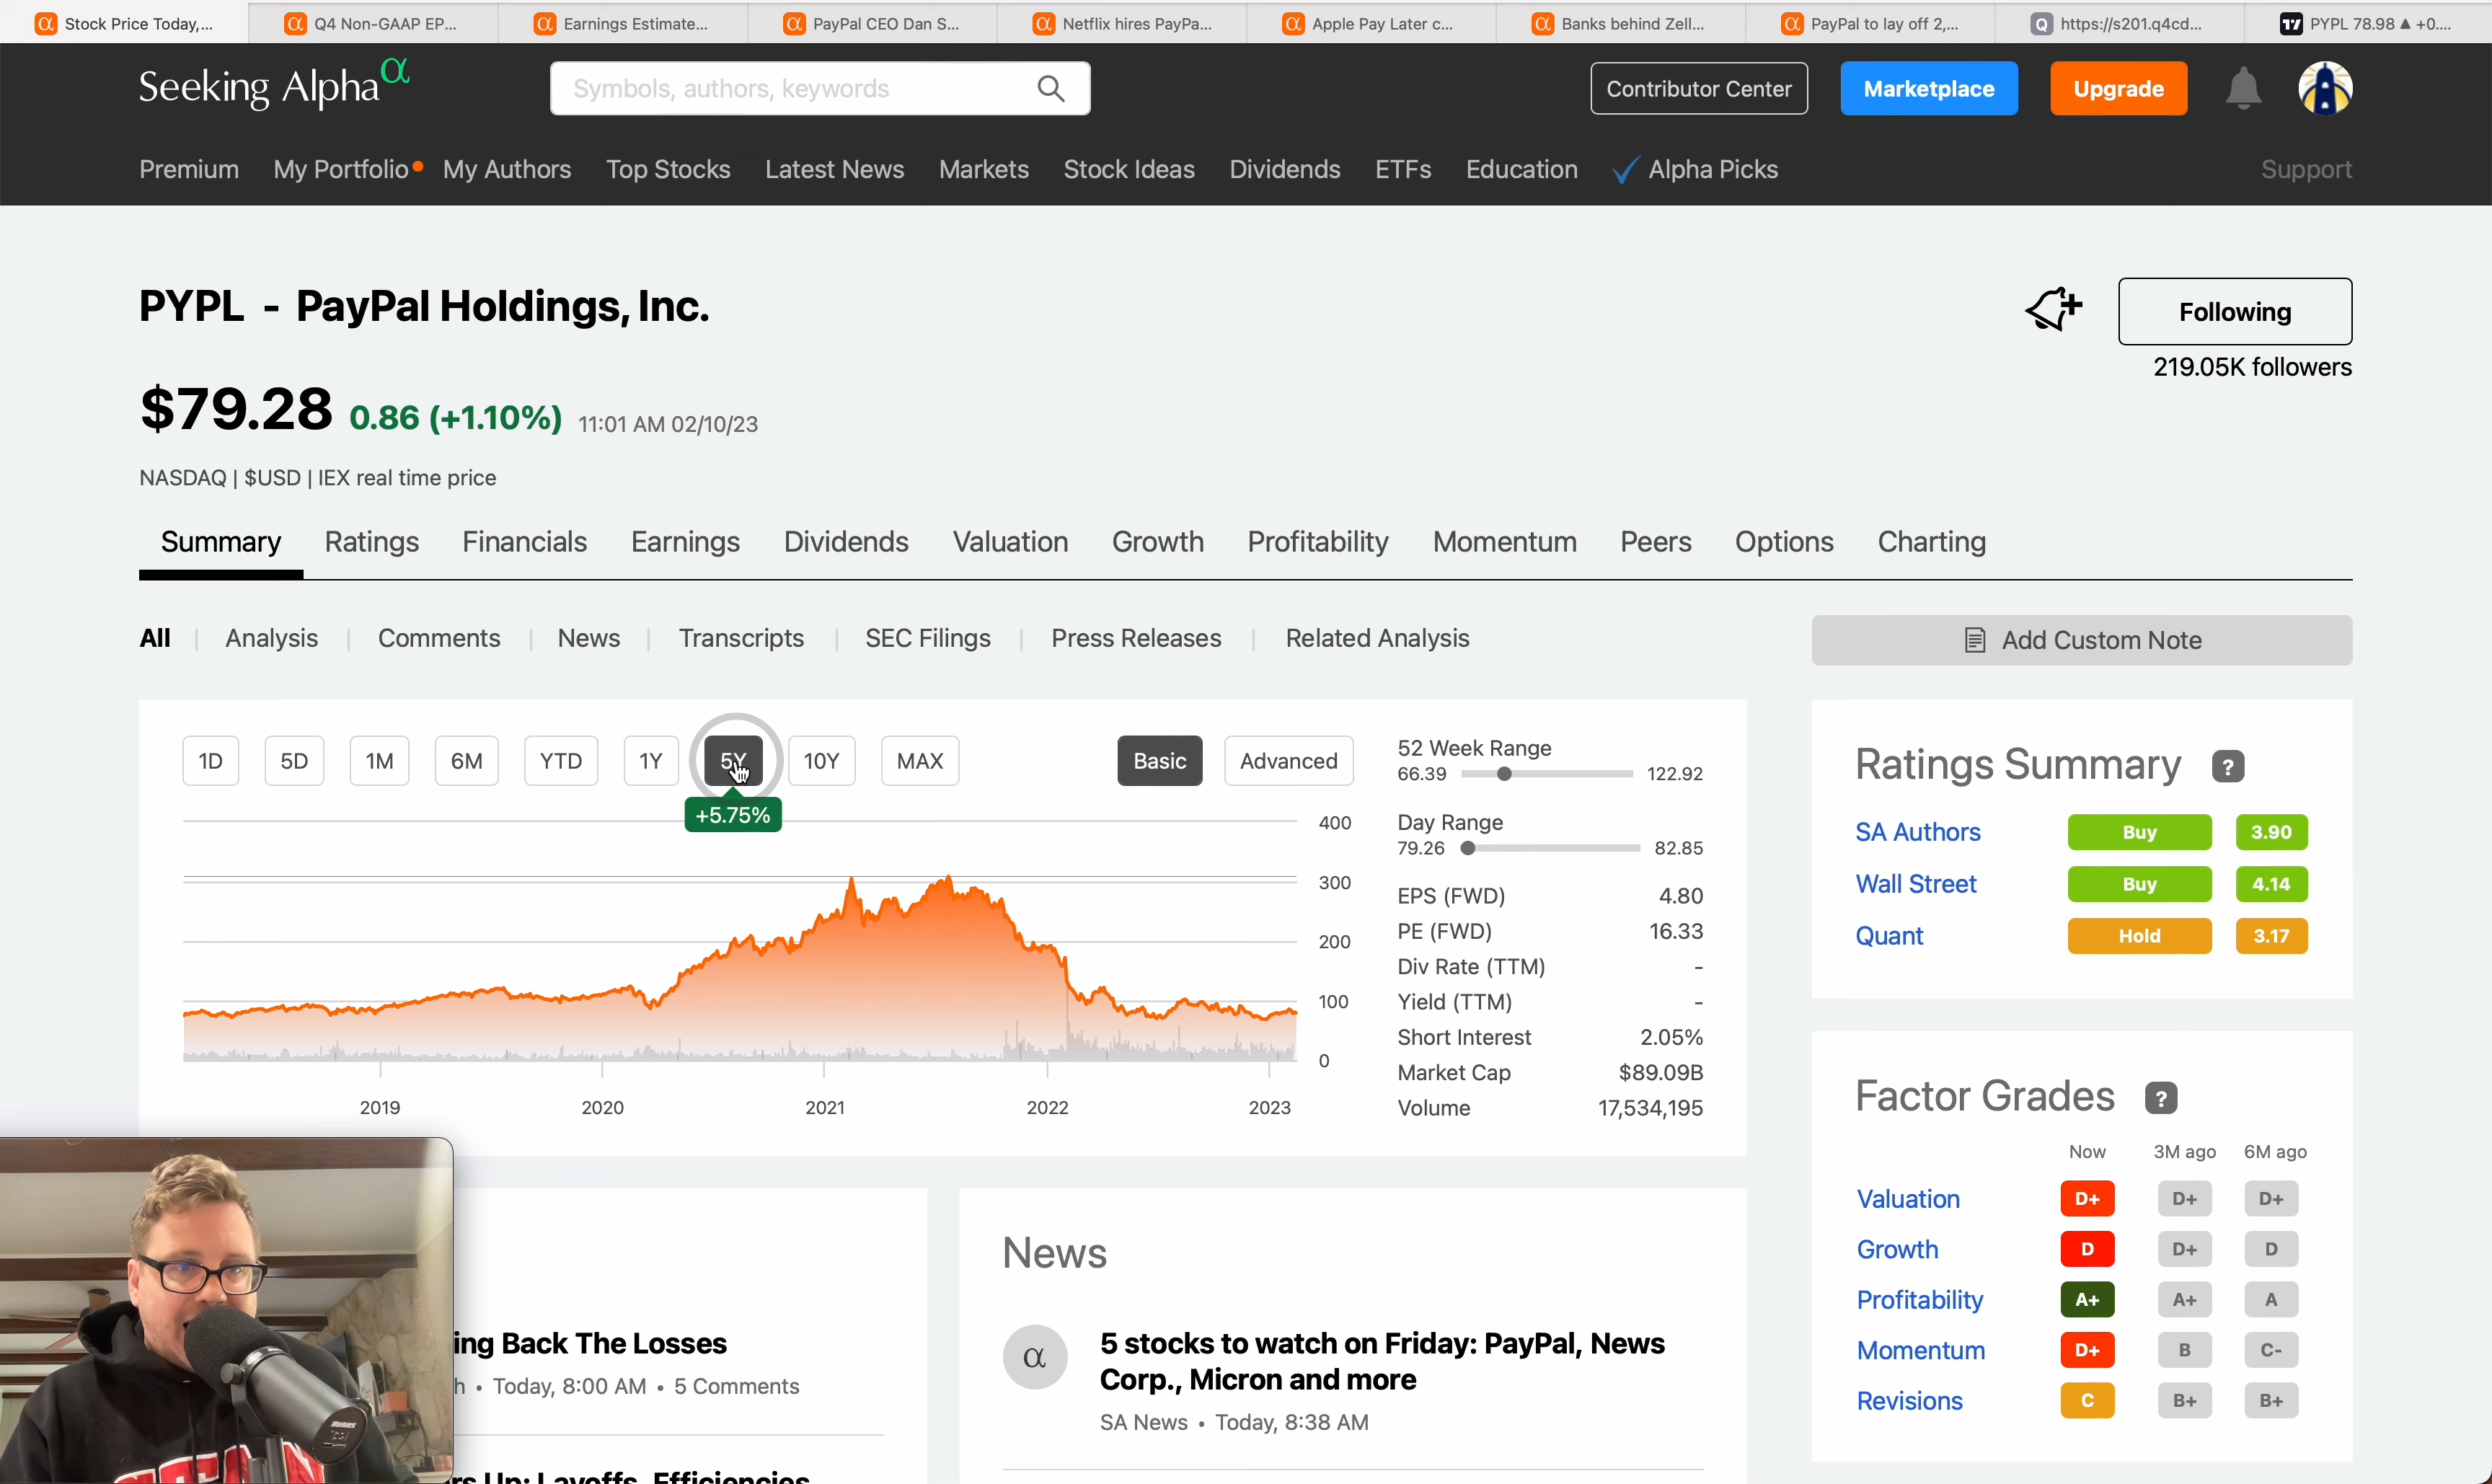 Stock Price Today,...
Q4 Non-GAAP EP...
Earnings Estimate...
PayPal CEO Dan S...
Netflix hires PayPa...
Apple Pay Later c...
Banks behind Zell...
PayPal to lay off 2,...
Q https://s201.q4cd...
PYPL 78.98 ▲ +0....
Seeking Alpha α
Symbols, authors, keywords
Contributor Center
Marketplace
Upgrade
Premium
My Portfolio
My Authors
Top Stocks
Latest News
Markets
Stock Ideas
Dividends
ETFs
Education
Alpha Picks
Support
PYPL - PayPal Holdings, Inc.
Following
219.05K followers
$79.28 0.86 (+1.10%) 11:01 AM 02/10/23
NASDAQ | $USD | IEX real time price
Summary
Ratings
Financials
Earnings
Dividends
Valuation
Growth
Profitability
Momentum
Peers
Options
Charting
All | Analysis | Comments | News | Transcripts | SEC Filings | Press Releases | Related Analysis
Add Custom Note
1D
5D
1M
6M
YTD
1Y
5Y
10Y
MAX
Basic
Advanced
+5.75%
400
300
200
100
0
2019
2020
2021
2022
2023
52 Week Range
66.39 122.92
Day Range
79.26 82.85
EPS (FWD) 4.80
PE (FWD) 16.33
Div Rate (TTM) -
Yield (TTM) -
Short Interest 2.05%
Market Cap $89.09B
Volume 17,534,195
Ratings Summary ?
SA Authors Buy 3.90
Wall Street Buy 4.14
Quant Hold 3.17
Factor Grades ?
Now 3M ago 6M ago
Valuation D+ D+ D+
Growth D D+ D
Profitability A+ A+ A
Momentum D+ B C-
Revisions C B+ B+
ing Back The Losses
h • Today, 8:00 AM • 5 Comments
rs Up: Layoffs, Efficiencies
News
α
5 stocks to watch on Friday: PayPal, News
Corp., Micron and more
SA News • Today, 8:38 AM